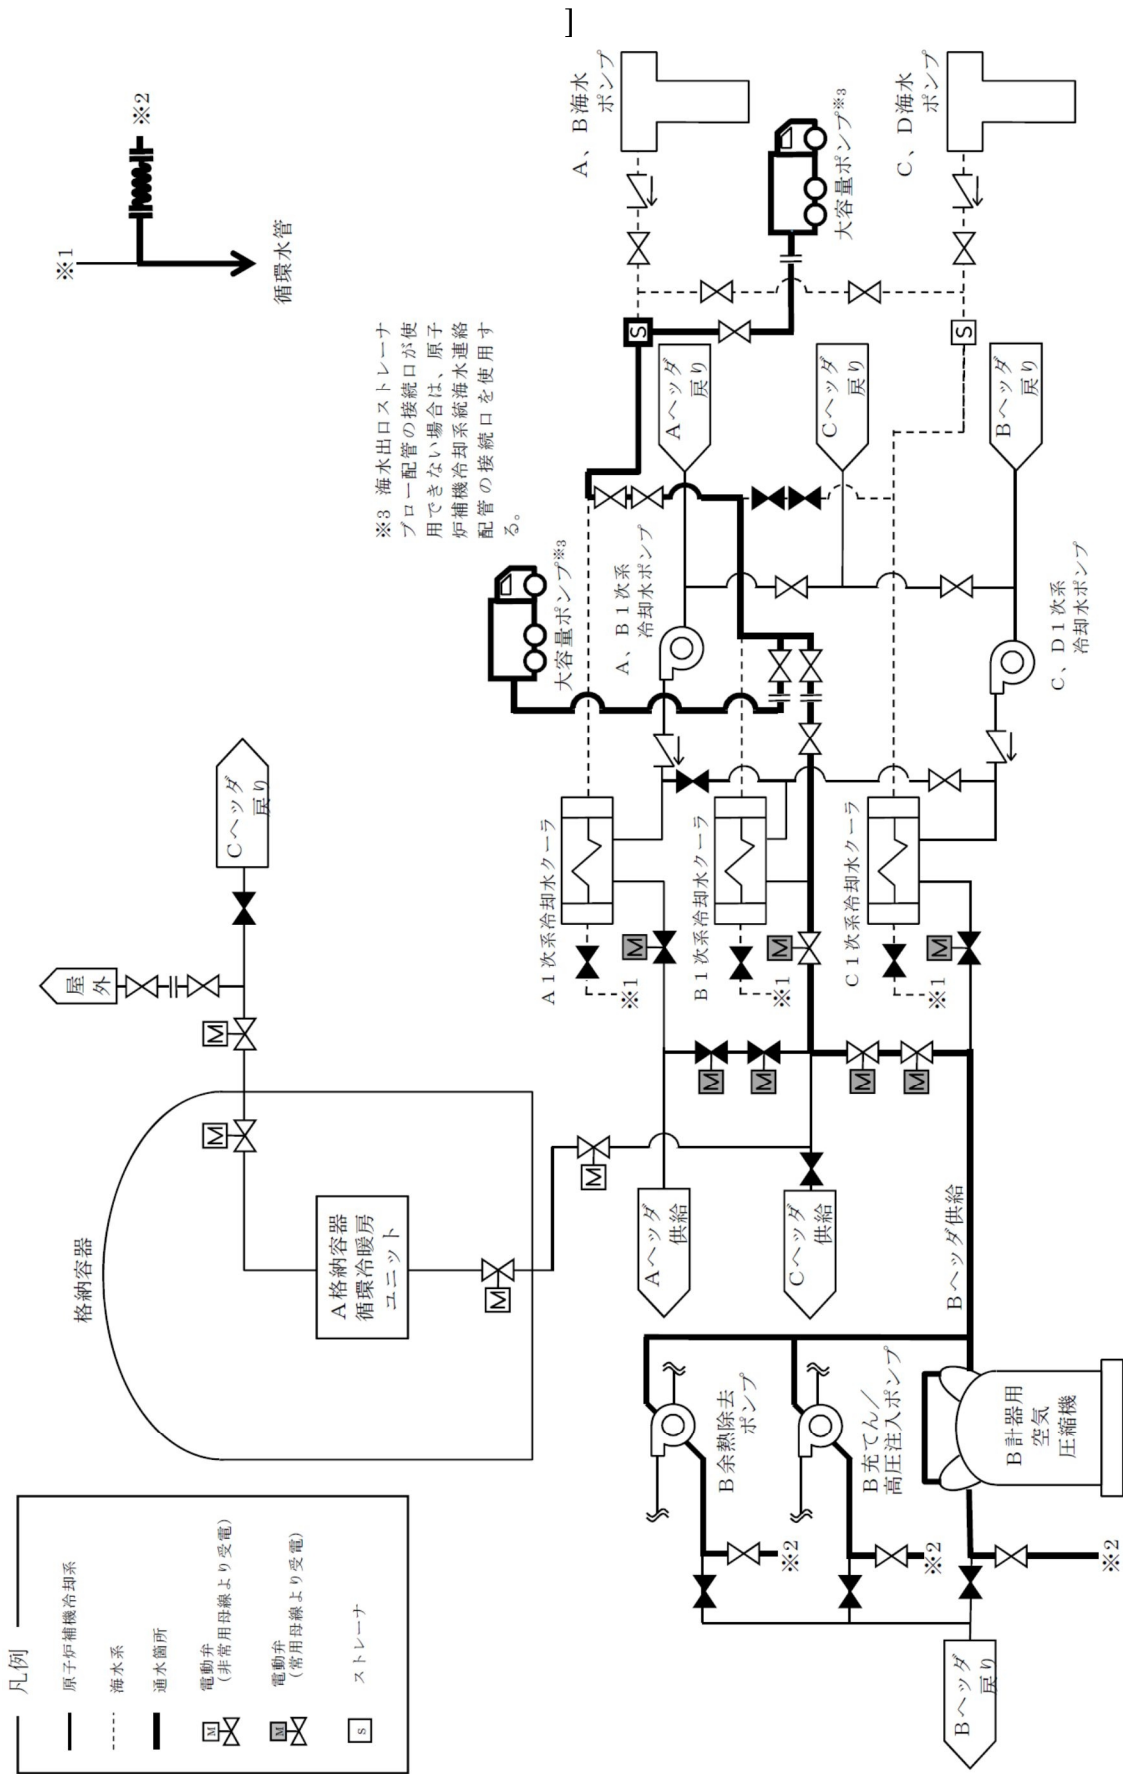 ]
凡例
原子炉補機冷却系
海水系
通水箇所
M
電動弁
(非常用母線より受電)
M
電動弁
(常用母線より受電)
S
ストレーナ
格納容器
屋
外
M
M
Cヘッダ
戻り
A格納容器
循環冷暖房
ユニット
M
M
※1
※2
循環水管
※3 海水出口ストレーナ
ブロー配管の接続口が使
用できない場合は、原子
炉補機冷却系統海水連絡
配管の接続口を使用す
る。
大容量ポンプ※3
A、B海水
ポンプ
大容量ポンプ※3
C、D海水
ポンプ
S
S
Aヘッダ
戻り
Cヘッダ
戻り
Bヘッダ
戻り
A、B1次系
冷却水ポンプ
C、D1次系
冷却水ポンプ
A1次系冷却水クーラ
※1
M
B1次系冷却水クーラ
※1
M
C1次系冷却水クーラ
※1
M
M
M
M
M
Aヘッダ
供給
Cヘッダ
供給
Bヘッダ供給
B余熱除去
ポンプ
※2
B充てん/
高圧注入ポンプ
※2
B計器用
空気
圧縮機
※2
Bヘッダ
戻り